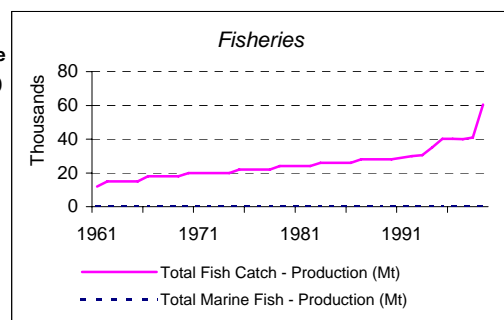 Fisheries
e
)
Thousands
80
60
40
20
0
1961 1971 1981 1991
Total Fish Catch - Production (Mt)
Total Marine Fish - Production (Mt)